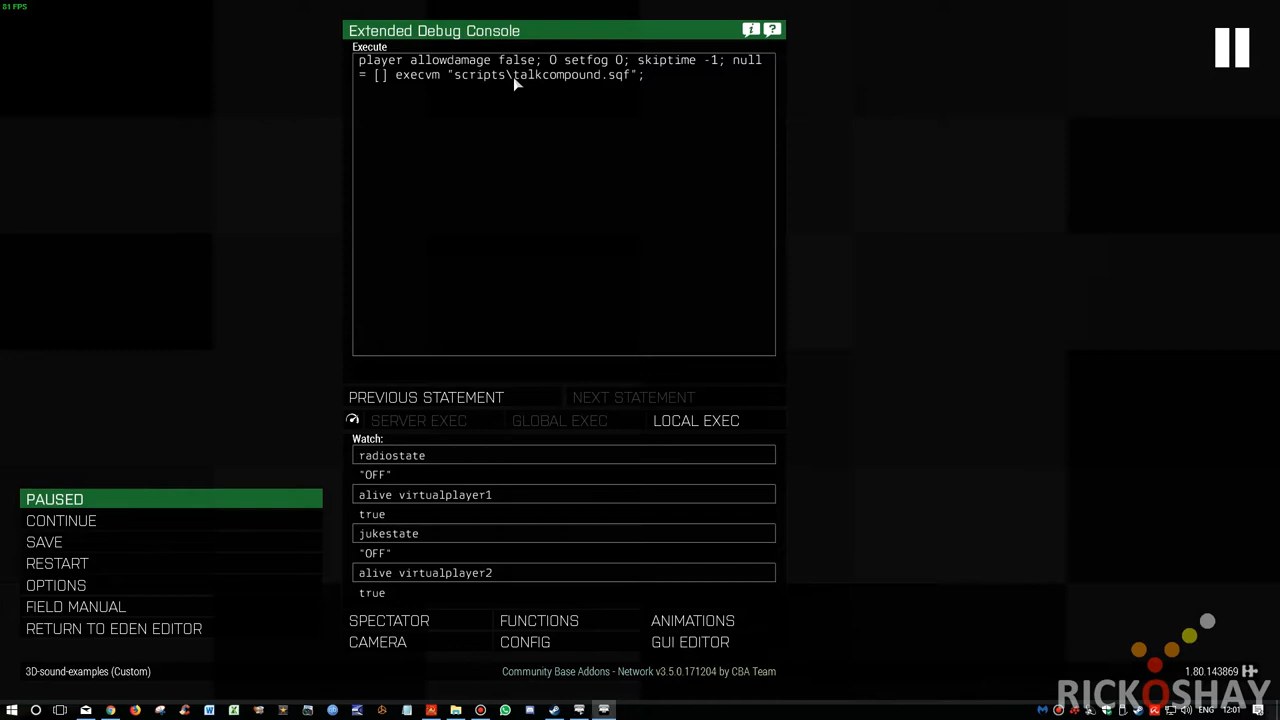 81 FPS
Extended Debug Console
Execute
player allowdamage false; 0 setfog 0; skiptime -1; null
= [] execvm "scripts\talkcompound.sqf";
PREVIOUS STATEMENT
NEXT STATEMENT
SERVER EXEC
GLOBAL EXEC
LOCAL EXEC
Watch:
radiostate
"OFF"
alive virtualplayer1
true
jukestate
"OFF"
alive virtualplayer2
true
PAUSED
CONTINUE
SAVE
RESTART
OPTIONS
FIELD MANUAL
RETURN TO EDEN EDITOR
SPECTATOR
FUNCTIONS
ANIMATIONS
CAMERA
CONFIG
GUI EDITOR
3D-sound-examples (Custom)
Community Base Addons - Network v3.5.0.171204 by CBA Team
1.80.143869
RICKOSHAY
ENG
12:01